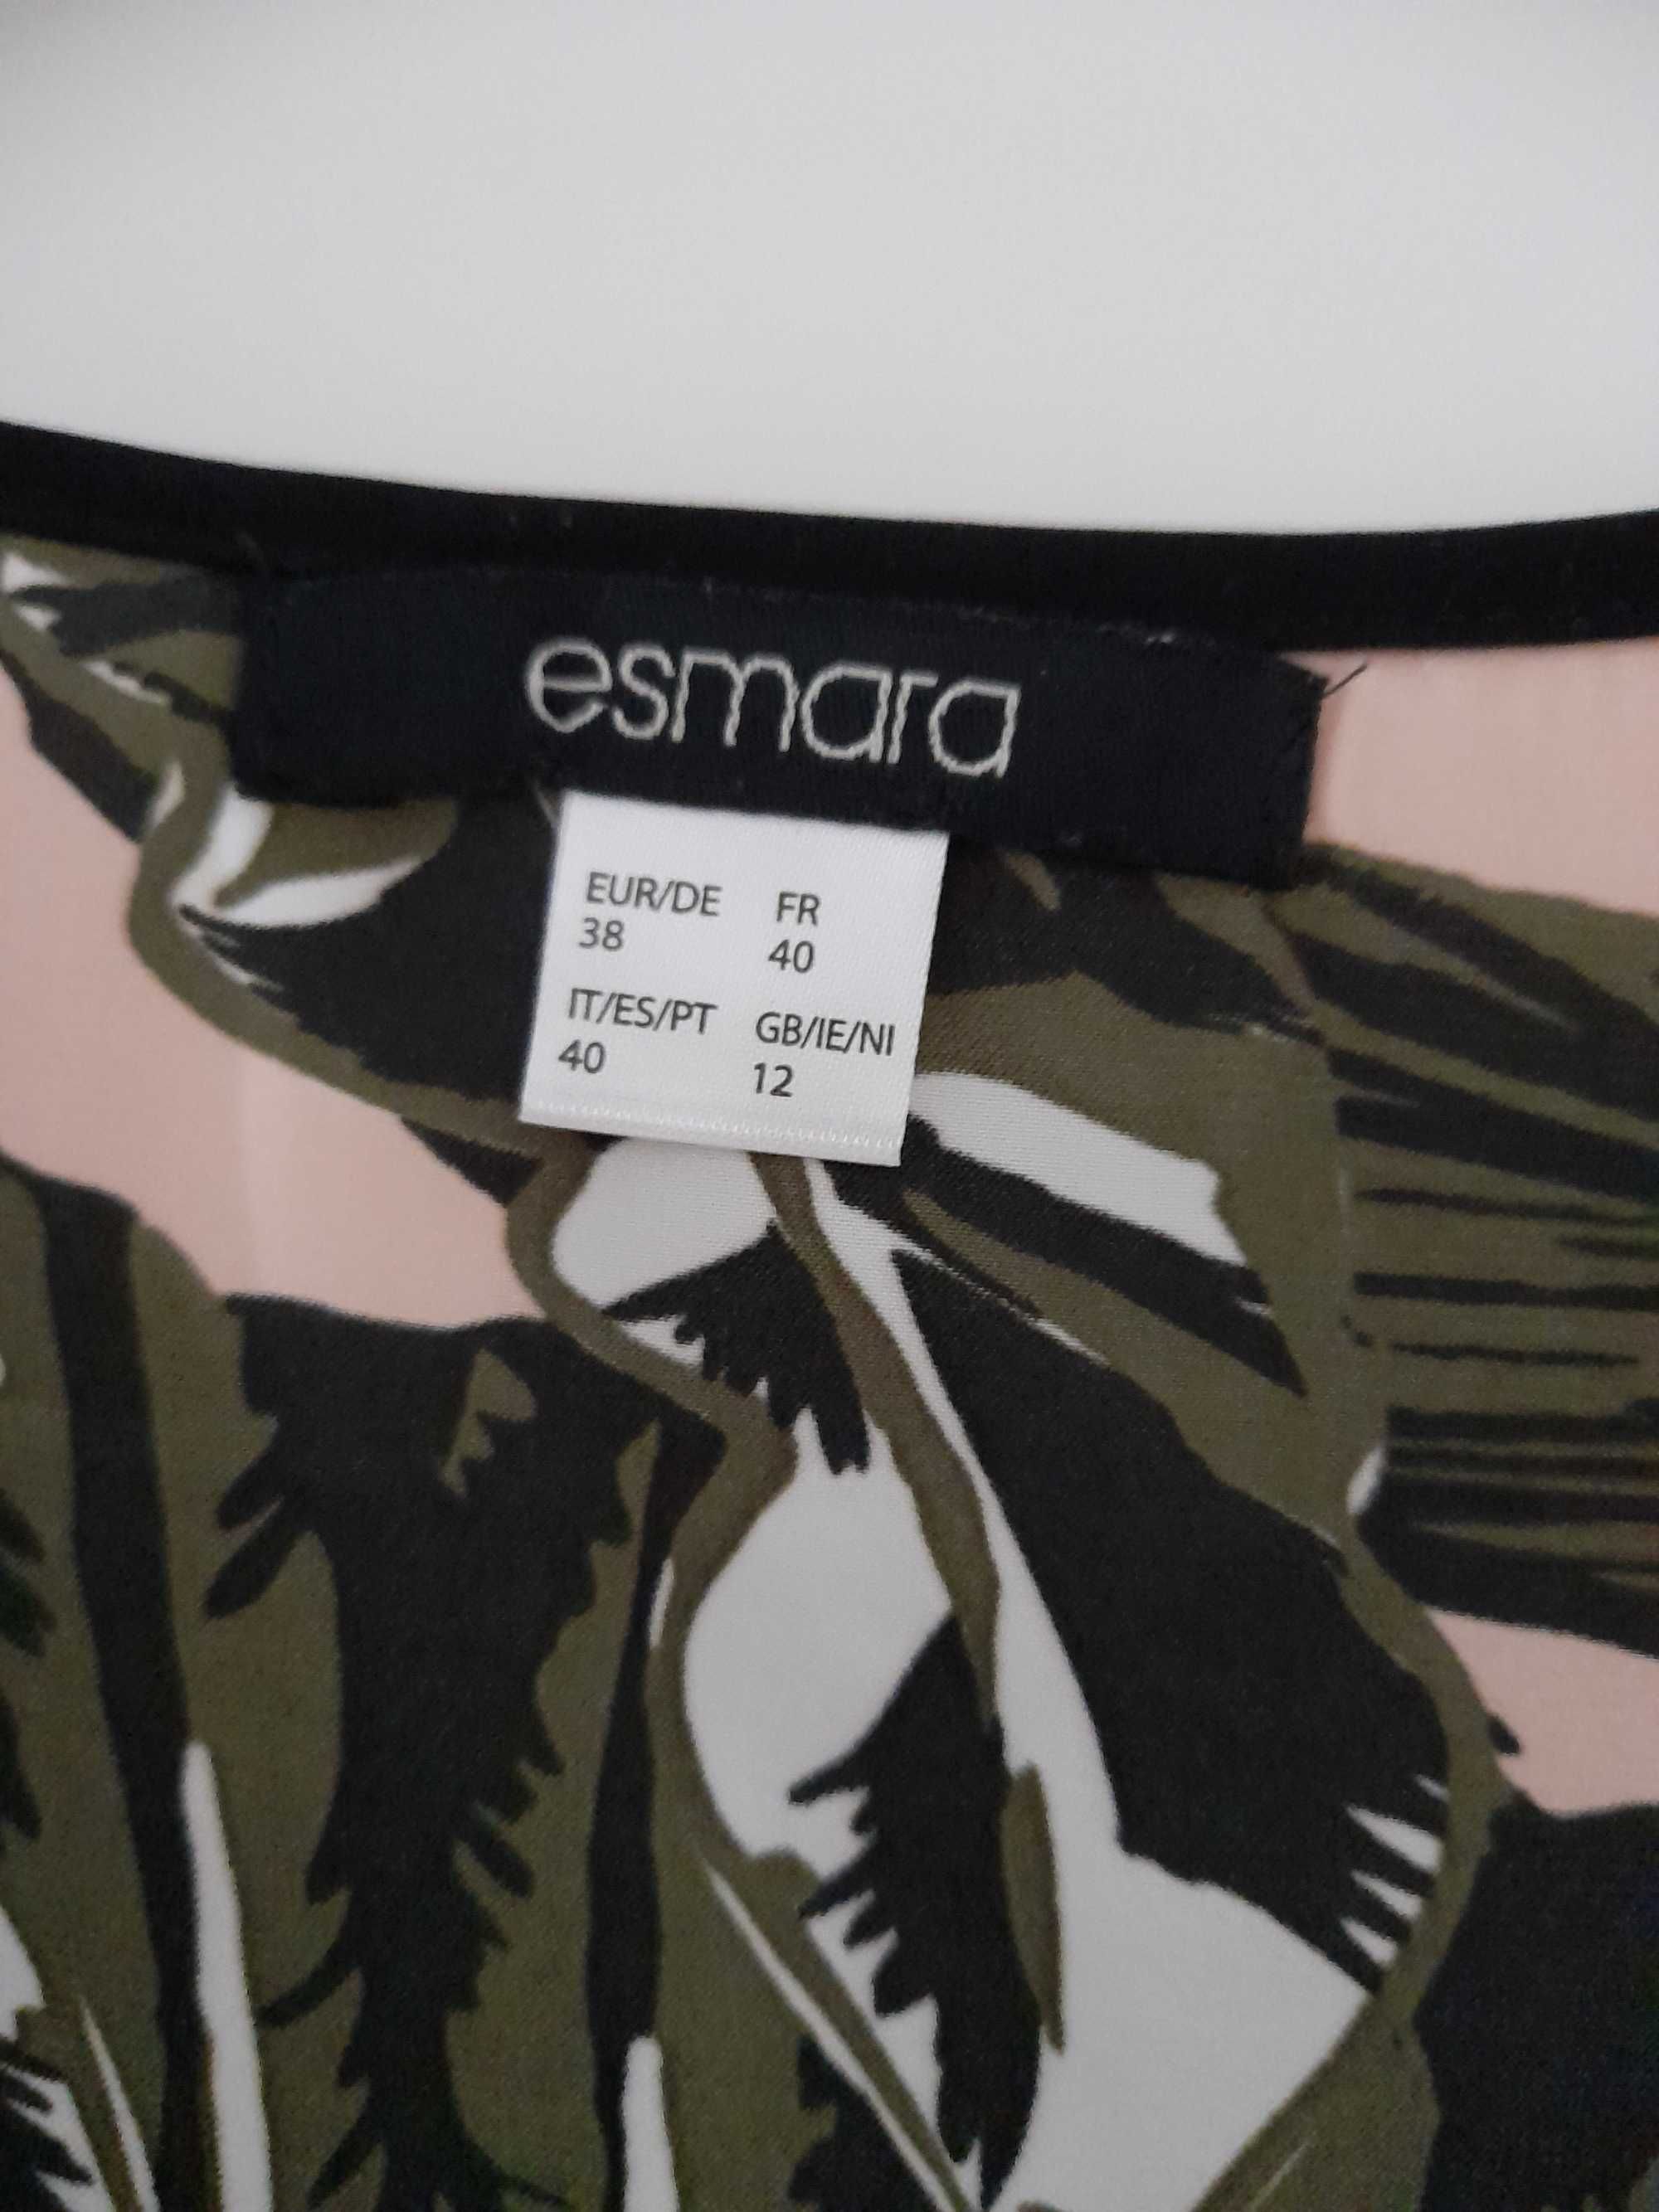 esmara
EUR/DE FR
38 40
IT/ES/PT GB/IE/NI
40 12